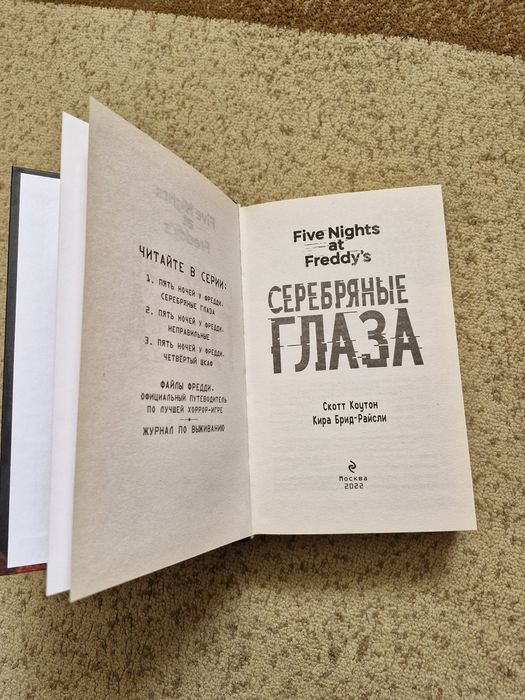 ЧИТАЙТЕ В СЕРИИ:
1. ПЯТЬ НОЧЕЙ У ФРЕДДИ.
СЕРЕБРЯНЫЕ ГЛАЗА
2. ПЯТЬ НОЧЕЙ У ФРЕДДИ.
НЕПРАВИЛЬНЫЕ
3. ПЯТЬ НОЧЕЙ У ФРЕДДИ.
ЧЕТВЁРТЫЙ ШКАФ
ФАЙЛЫ ФРЕДДИ.
ОФИЦИАЛЬНЫЙ ПУТЕВОДИТЕЛЬ
ПО ЛУЧШЕЙ ХОРРОР-ИГРЕ
+
ЖУРНАЛ ПО ВЫЖИВАНИЮ
Five Nights
at
Freddy's
СЕРЕБРЯНЫЕ
ГЛАЗА
Скотт Коутон
Кира Брид-Райсли
Москва
2022